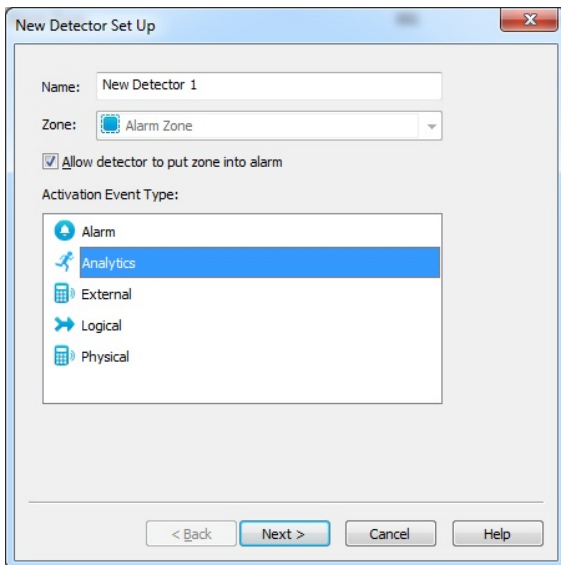 New Detector Set Up
Name: New Detector 1
Zone: Alarm Zone
Allow detector to put zone into alarm
Activation Event Type:
Alarm
Analytics
External
Logical
Physical
< Back Next > Cancel Help